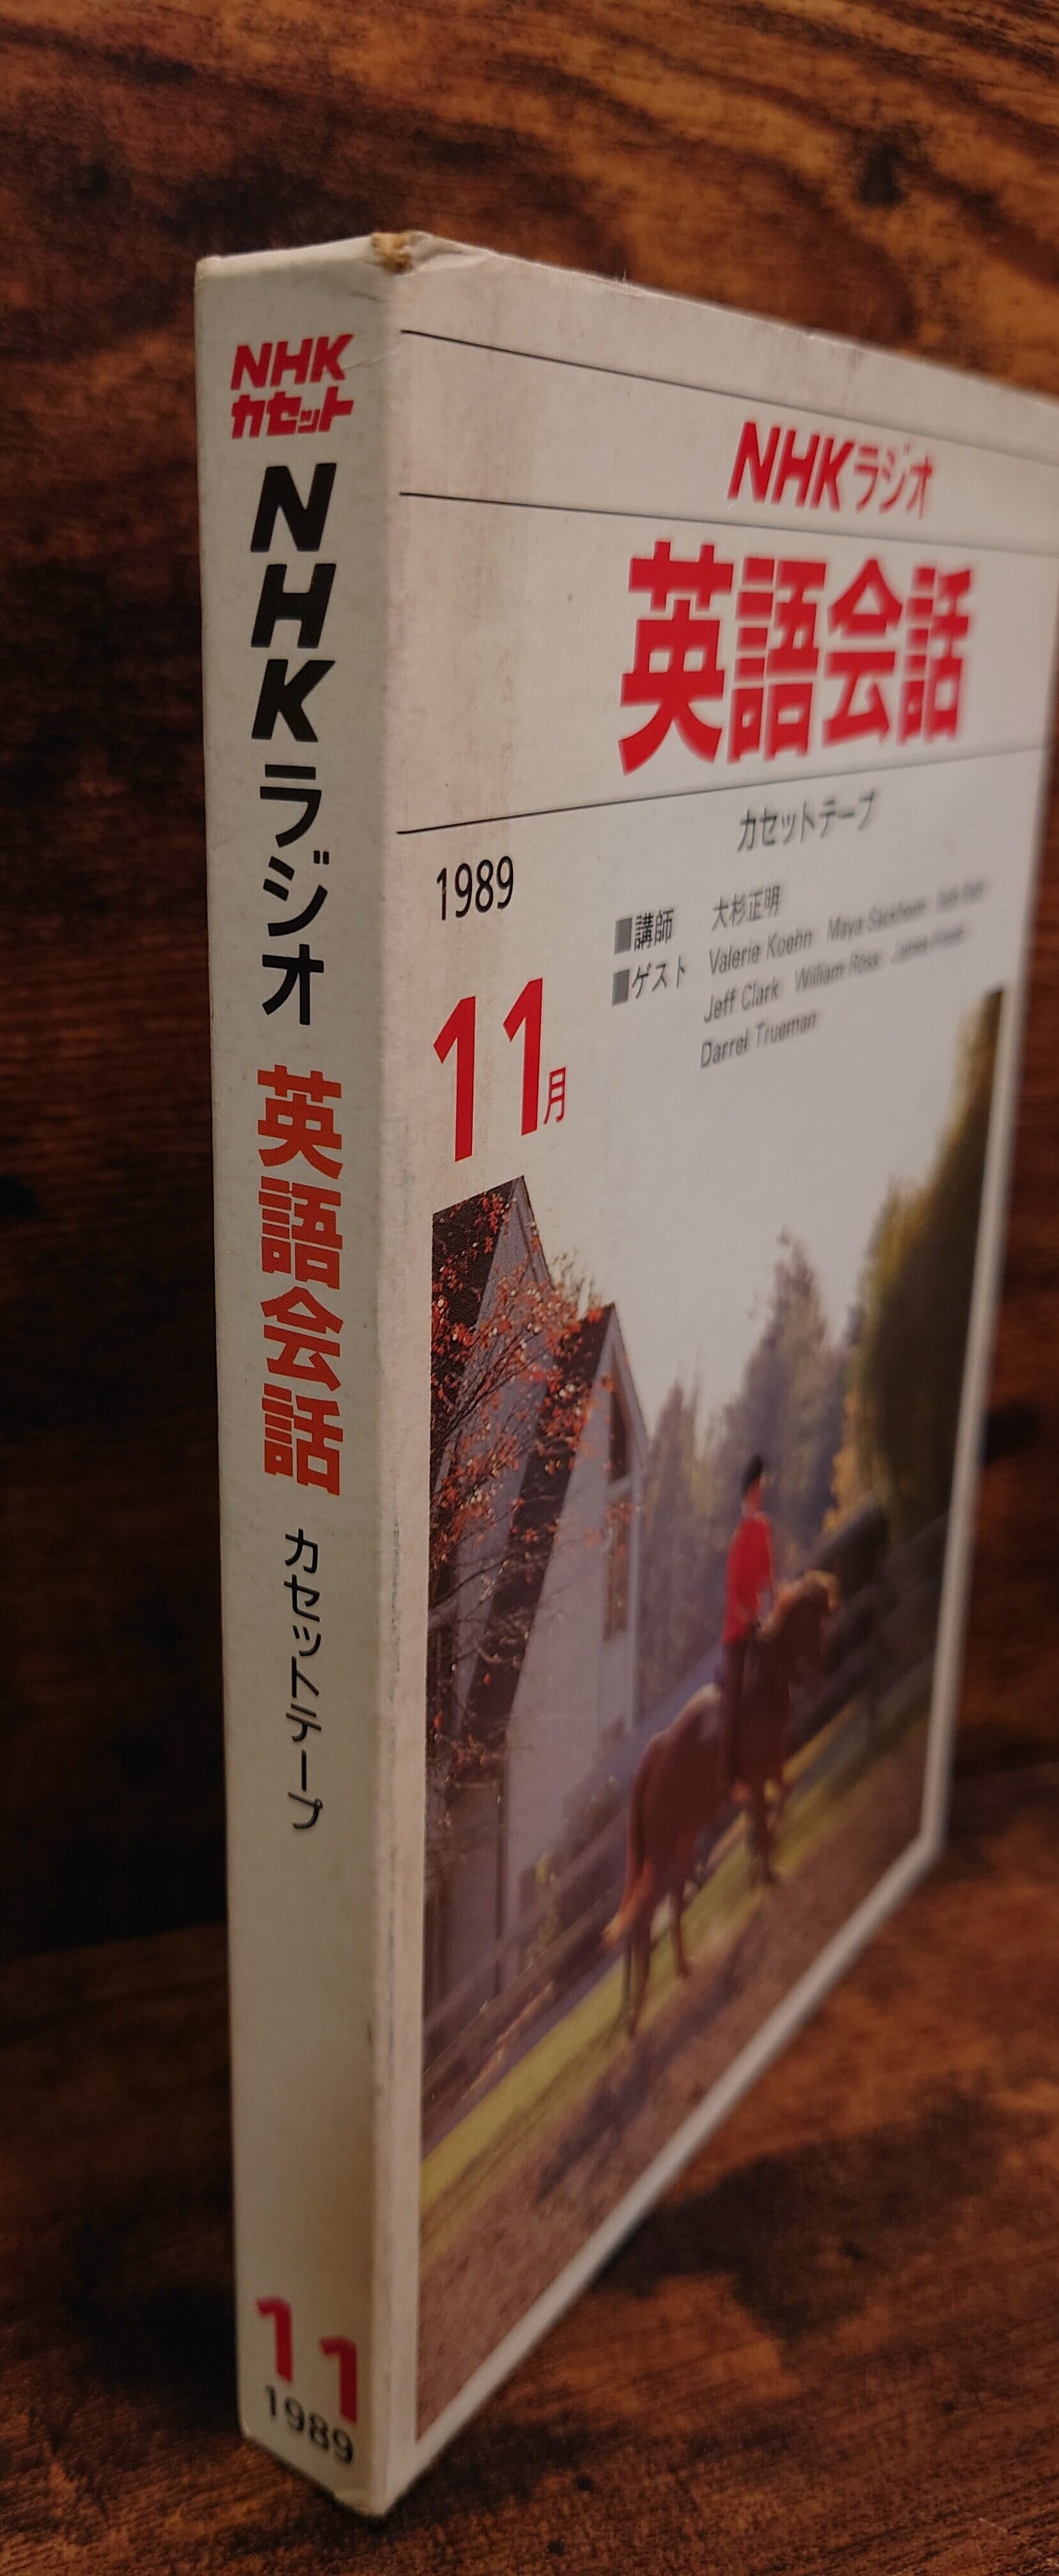 NHK
カセット
NHKラジオ 英語会話 カセットテープ
11
1989
NHKラジオ
英語会話
カセットテープ
1989
11月
■講師 大杉正明
■ゲスト Valerie Koehn Maya
Jeff Clark William Ross
Darrel Trueman